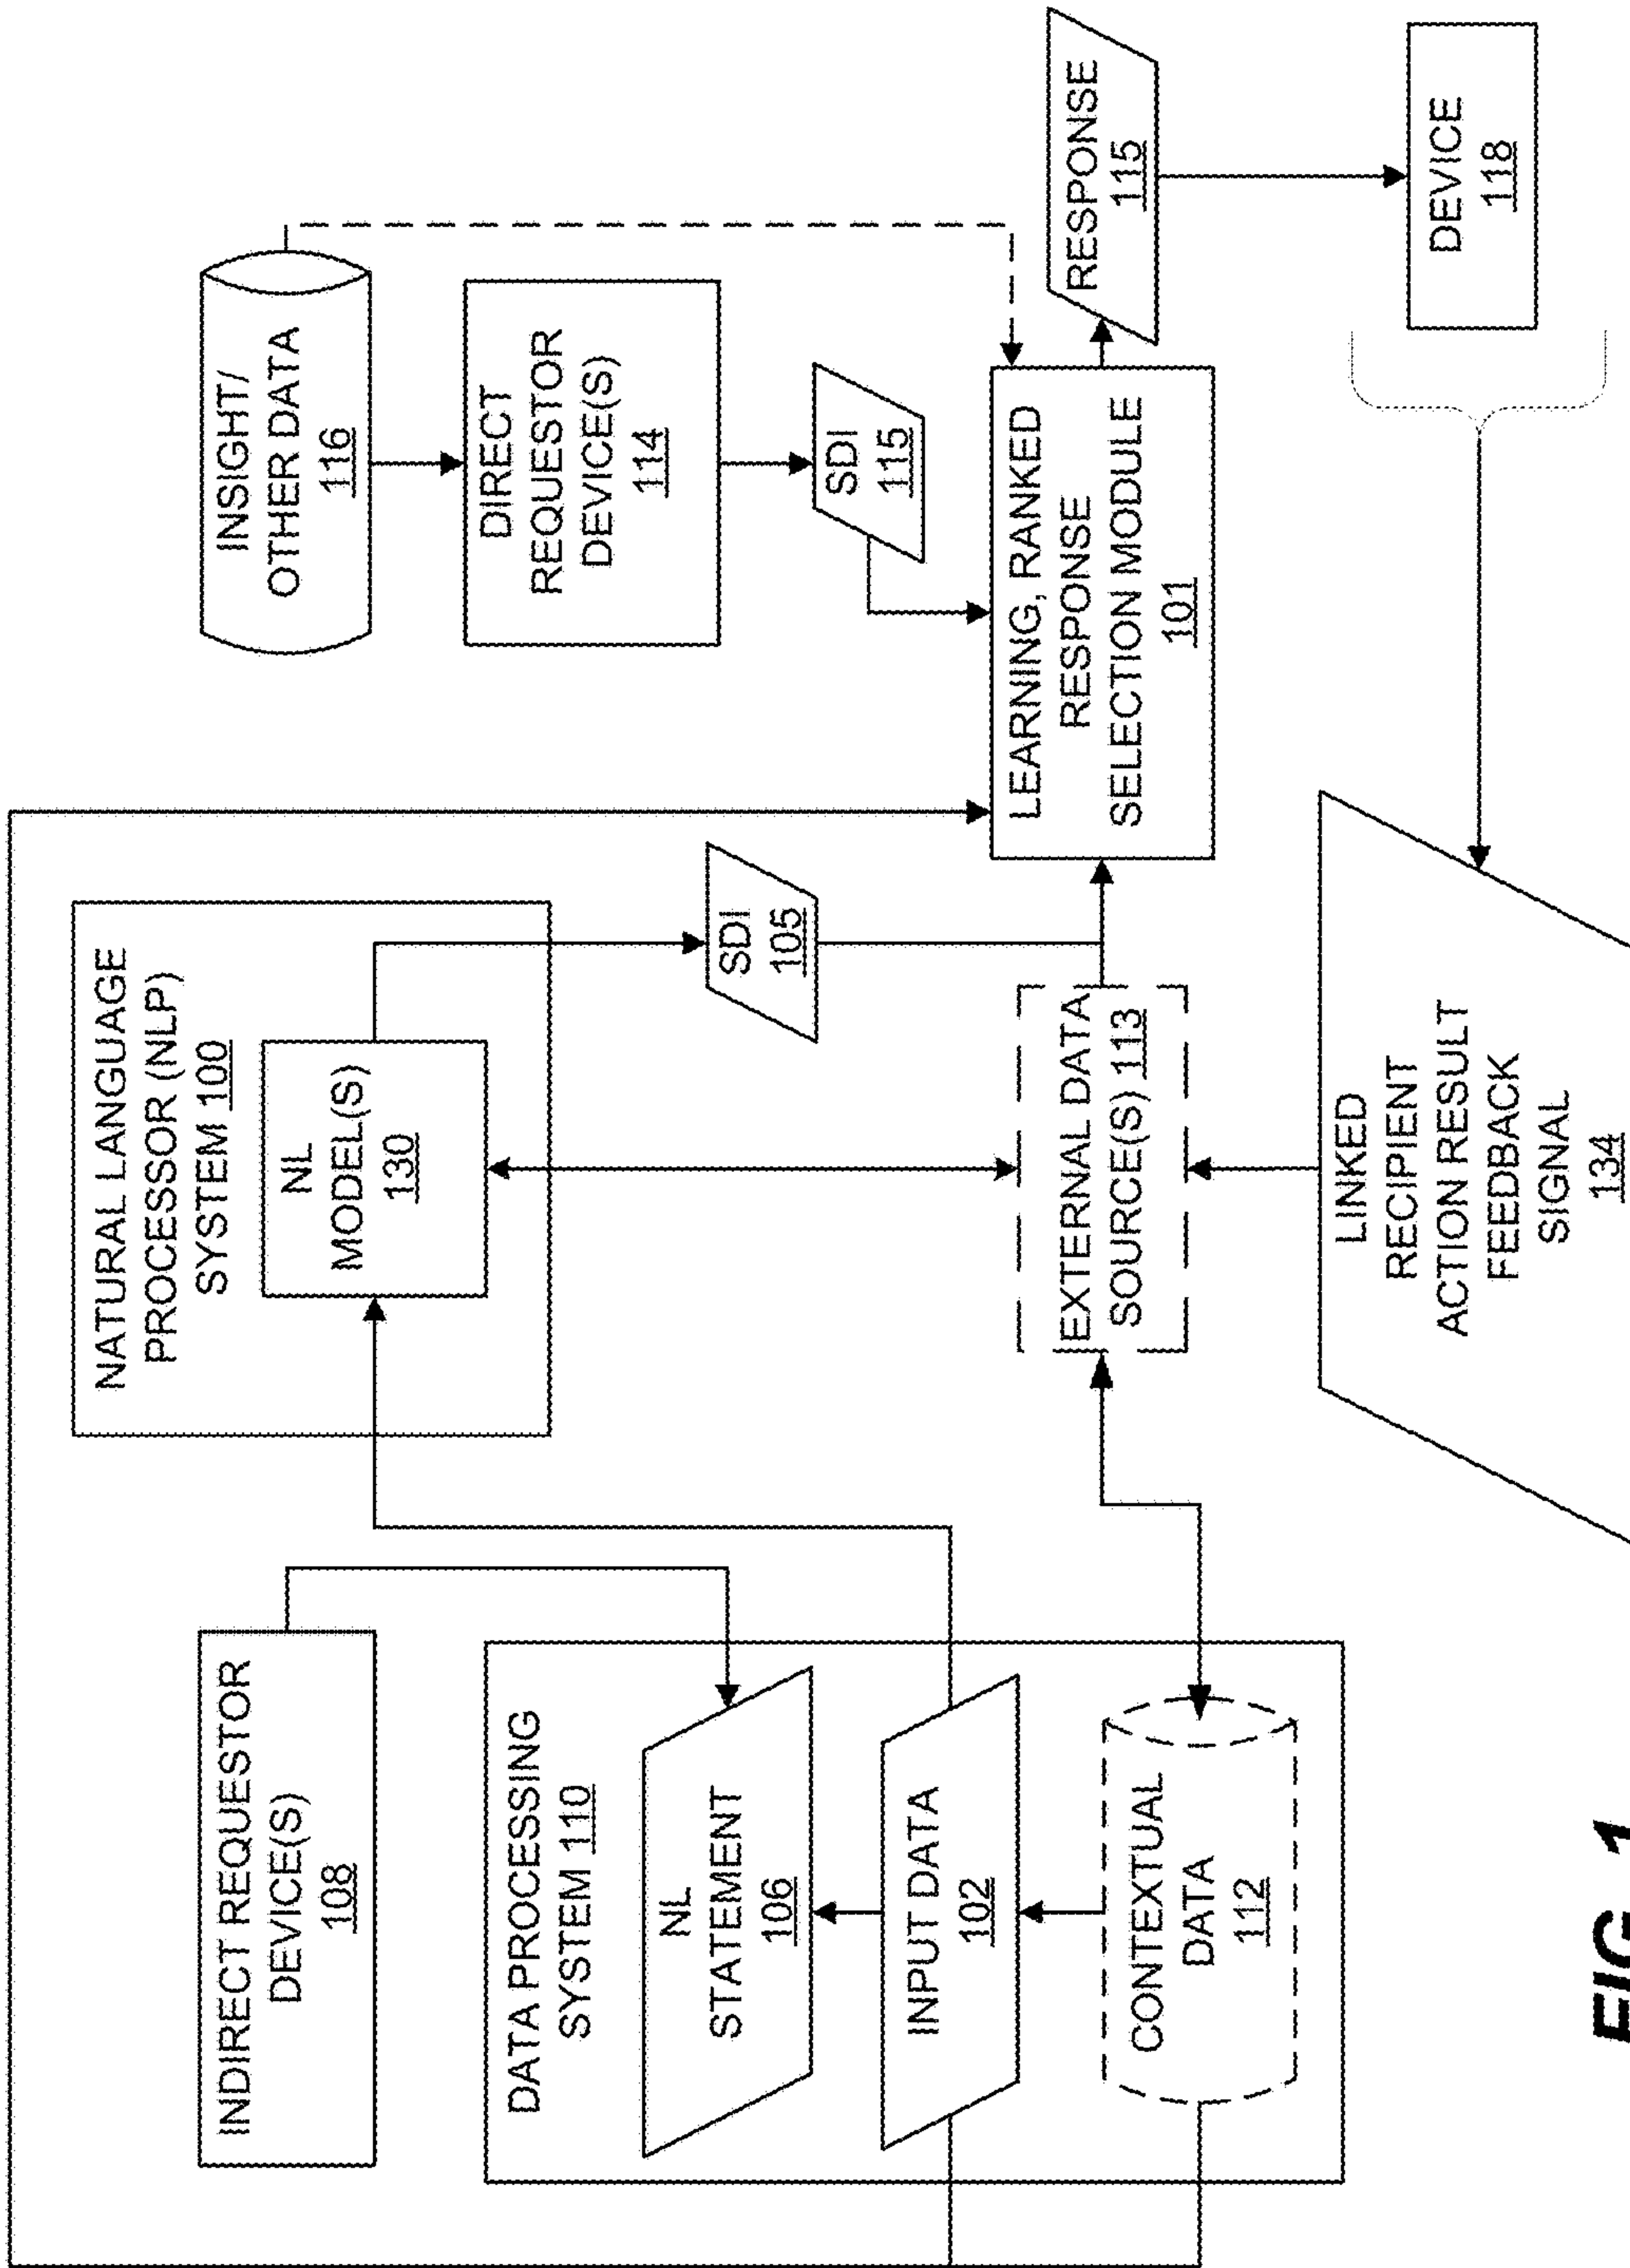 INDIRECT REQUESTOR
DEVICE(S)
108
DATA PROCESSING
SYSTEM 110
NL
STATEMENT
106
INPUT DATA
102
CONTEXTUAL
DATA
112
NATURAL LANGUAGE
PROCESSOR (NLP)
SYSTEM 100
NL
MODEL(S)
130
SDI
105
EXTERNAL DATA
SOURCE(S) 113
LINKED
RECIPIENT
ACTION RESULT
FEEDBACK
SIGNAL
134
INSIGHT/
OTHER DATA
116
DIRECT
REQUESTOR
DEVICE(S)
114
SDI
115
LEARNING, RANKED
RESPONSE
SELECTION MODULE
101
RESPONSE
115
DEVICE
118
FIG. 1